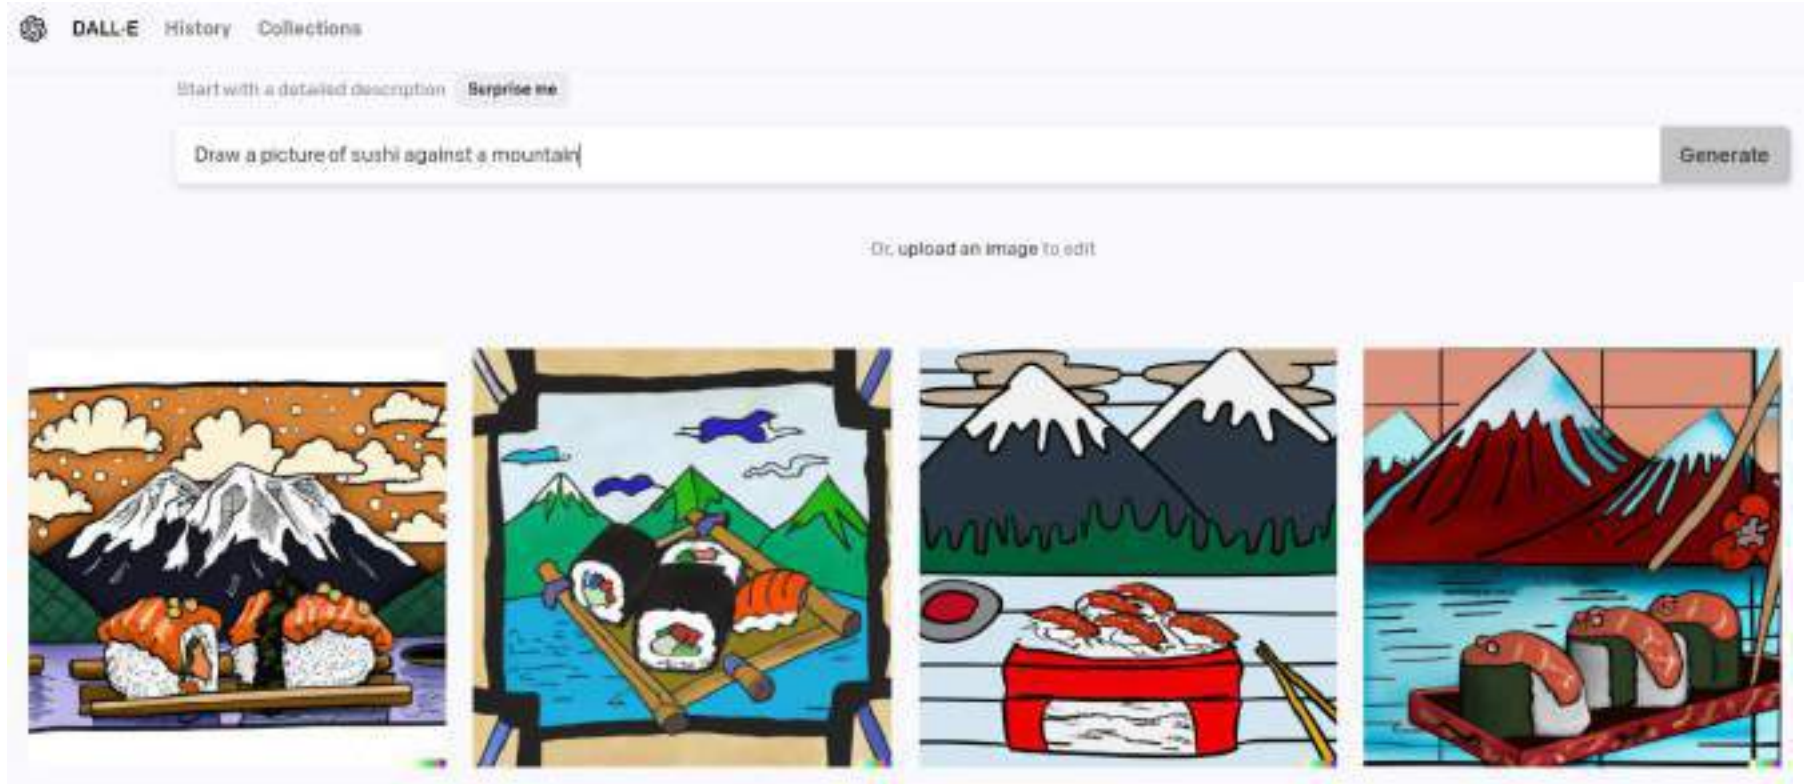 DALL·E History Collections
Start with a detailed description Surprise me
Draw a picture of sushi against a mountain
Generate
Or, upload an image to edit